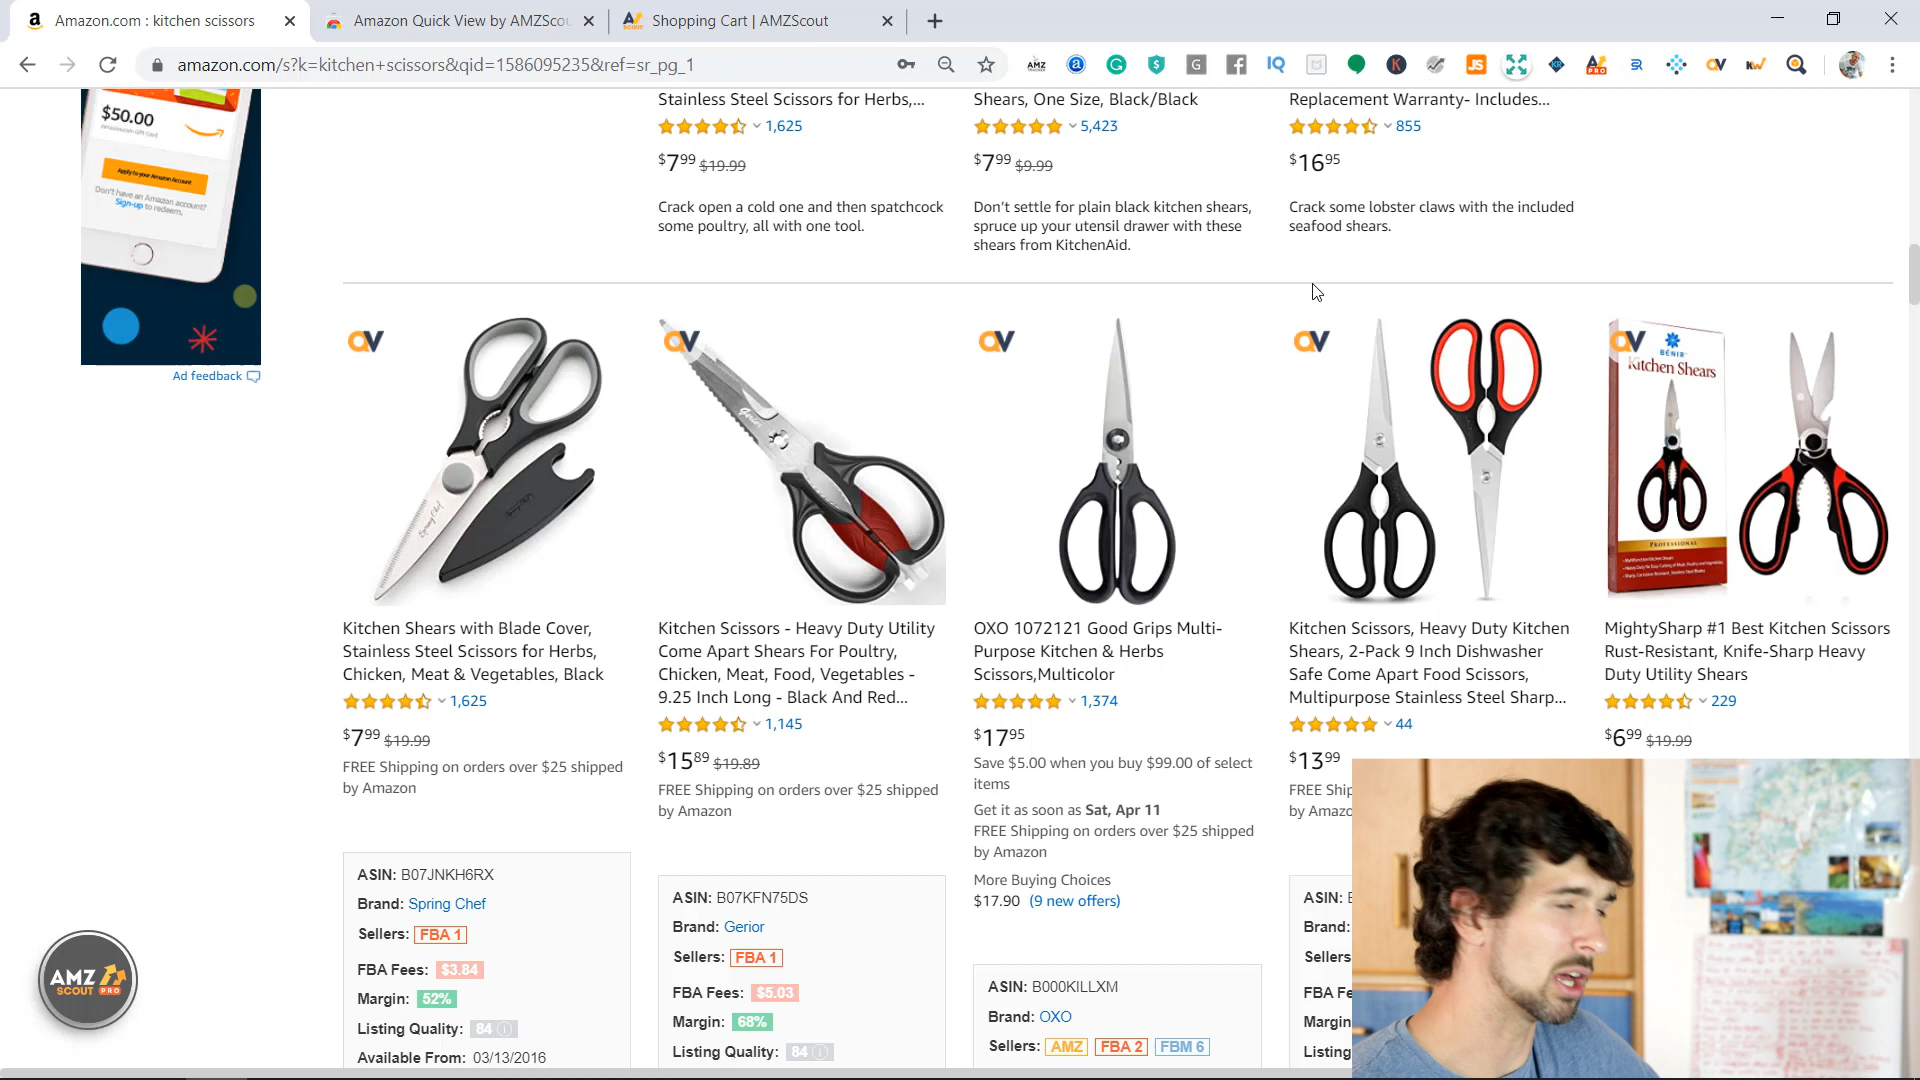 Amazon.com : kitchen scissors
Amazon Quick View by AMZSco
Shopping Cart | AMZScout
amazon.com/s?k=kitchen+scissors&qid=1586095235&ref=sr_pg_1
$50.00
Apply to your Amazon Account
Don't have an Amazon account?
Sign-up to redeem.
Ad feedback
Stainless Steel Scissors for Herbs,...
1,625
$7.99 $19.99
Crack open a cold one and then spatchcock
some poultry, all with one tool.
Shears, One Size, Black/Black
5,423
$7.99 $9.99
Don't settle for plain black kitchen shears,
spruce up your utensil drawer with these
shears from KitchenAid.
Replacement Warranty- Includes...
855
$16.95
Crack some lobster claws with the included
seafood shears.
Kitchen Shears with Blade Cover,
Stainless Steel Scissors for Herbs,
Chicken, Meat & Vegetables, Black
1,625
$7.99 $19.99
FREE Shipping on orders over $25 shipped
by Amazon
ASIN: B07JNKH6RX
Brand: Spring Chef
Sellers: FBA 1
FBA Fees: $3.84
Margin: 52%
Listing Quality: 84
Available From: 03/13/2016
Kitchen Scissors - Heavy Duty Utility
Come Apart Shears For Poultry,
Chicken, Meat, Food, Vegetables -
9.25 Inch Long - Black And Red...
1,145
$15.89 $19.89
FREE Shipping on orders over $25 shipped
by Amazon
ASIN: B07KFN75DS
Brand: Gerior
Sellers: FBA 1
FBA Fees: $5.03
Margin: 68%
Listing Quality: 84
OXO 1072121 Good Grips Multi-
Purpose Kitchen & Herbs
Scissors,Multicolor
1,374
$17.95
Save $5.00 when you buy $99.00 of select
items
Get it as soon as Sat, Apr 11
FREE Shipping on orders over $25 shipped
by Amazon
More Buying Choices
$17.90 (9 new offers)
ASIN: B000KILLXM
Brand: OXO
Sellers: AMZ FBA 2 FBM 6
Kitchen Scissors, Heavy Duty Kitchen
Shears, 2-Pack 9 Inch Dishwasher
Safe Come Apart Food Scissors,
Multipurpose Stainless Steel Sharp...
44
$13.99
FREE Ship
by Amazo
ASIN:
Brand:
Sellers
FBA Fe
Margin
Listing
BENIR
Kitchen Shears
PROFESSIONAL
MightySharp #1 Best Kitchen Scissors
Rust-Resistant, Knife-Sharp Heavy
Duty Utility Shears
229
$6.99 $19.99
AMZ
SCOUT PRO